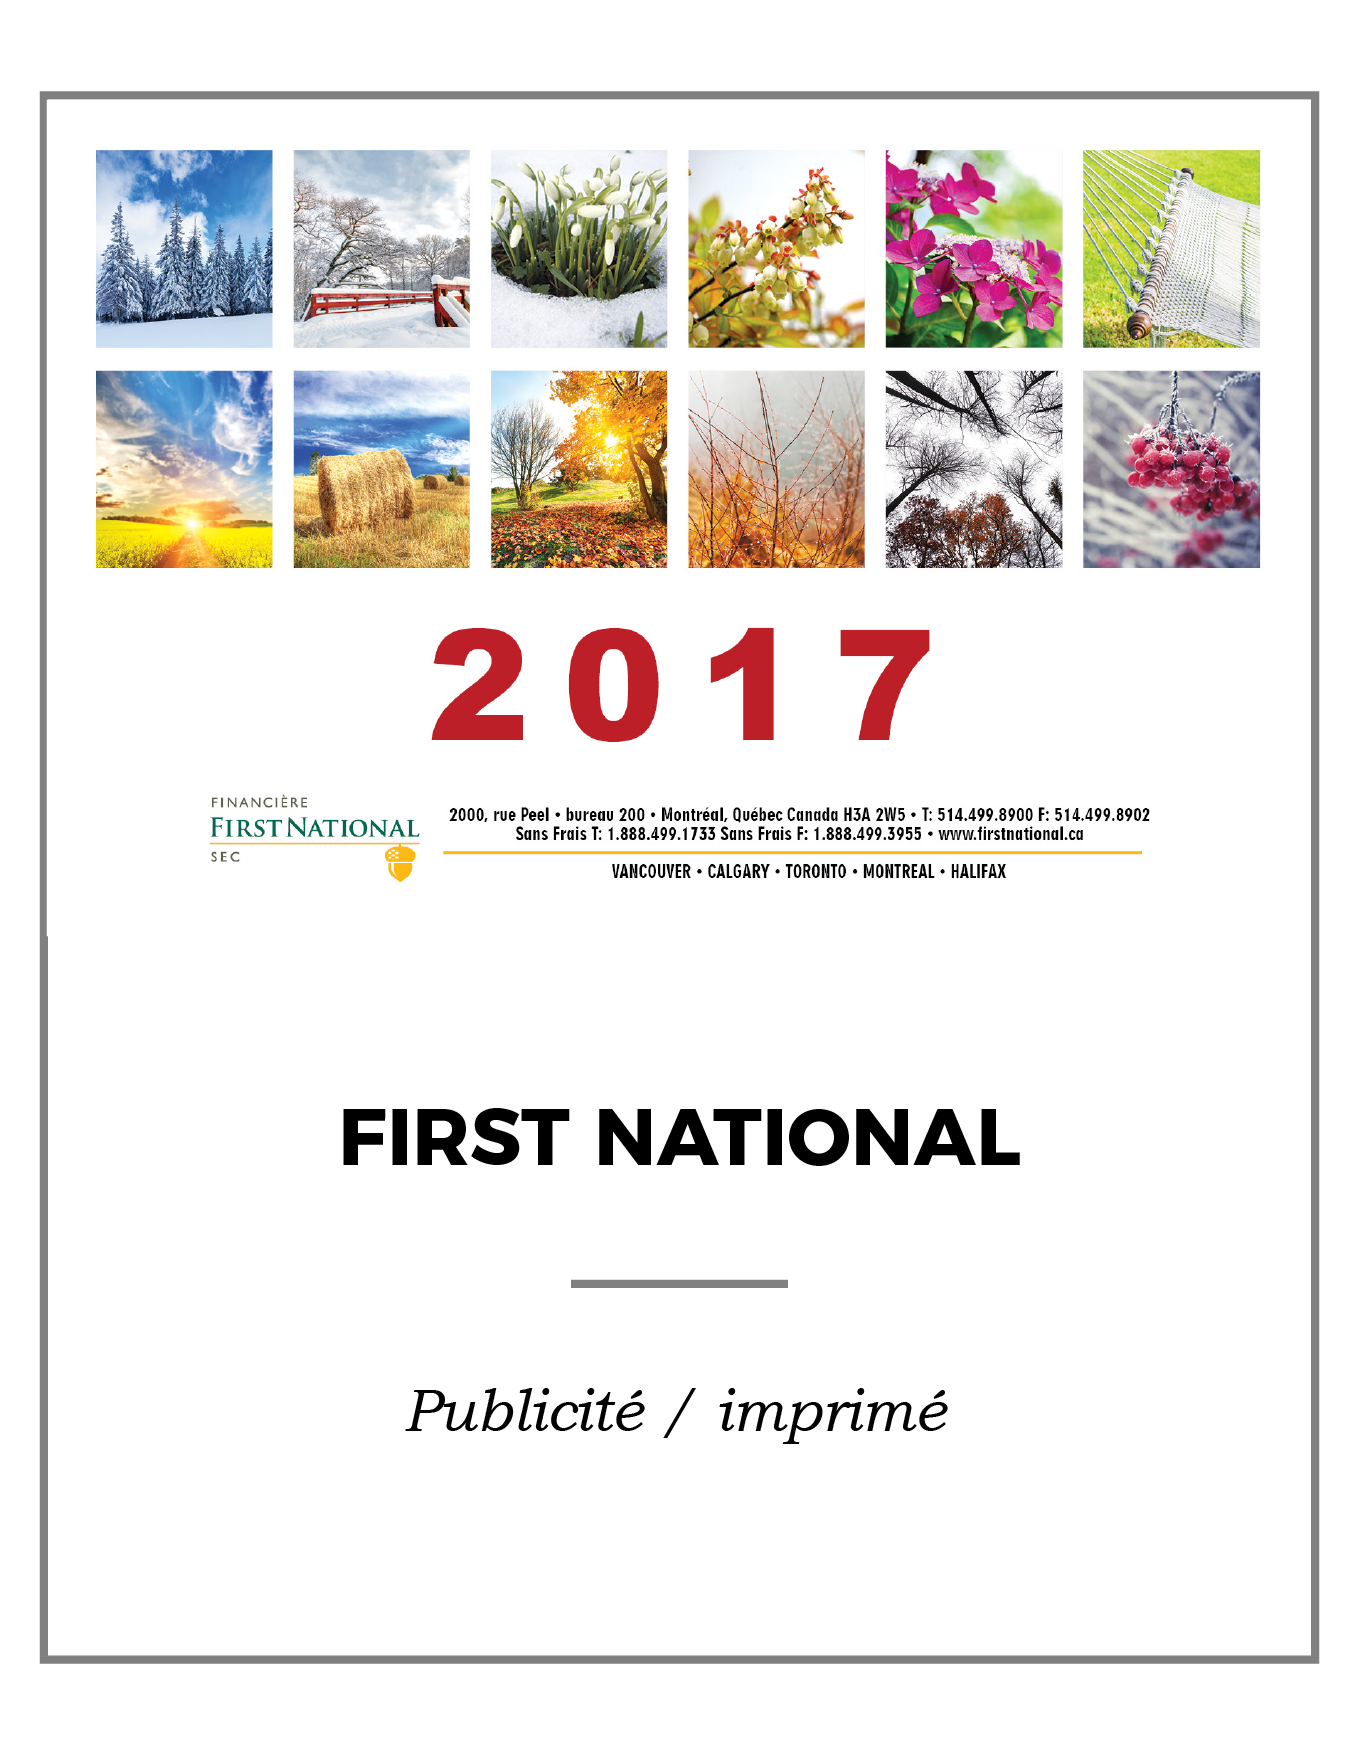 2017
FINANCIÈRE
FIRST NATIONAL
SEC
2000, rue Peel • bureau 200 • Montréal, Québec Canada H3A 2W5 • T: 514.499.8900 F: 514.499.8902
Sans Frais T: 1.888.499.1733 Sans Frais F: 1.888.499.3955 • www.firstnational.ca
VANCOUVER • CALGARY • TORONTO • MONTREAL • HALIFAX
FIRST NATIONAL
Publicité / imprimé